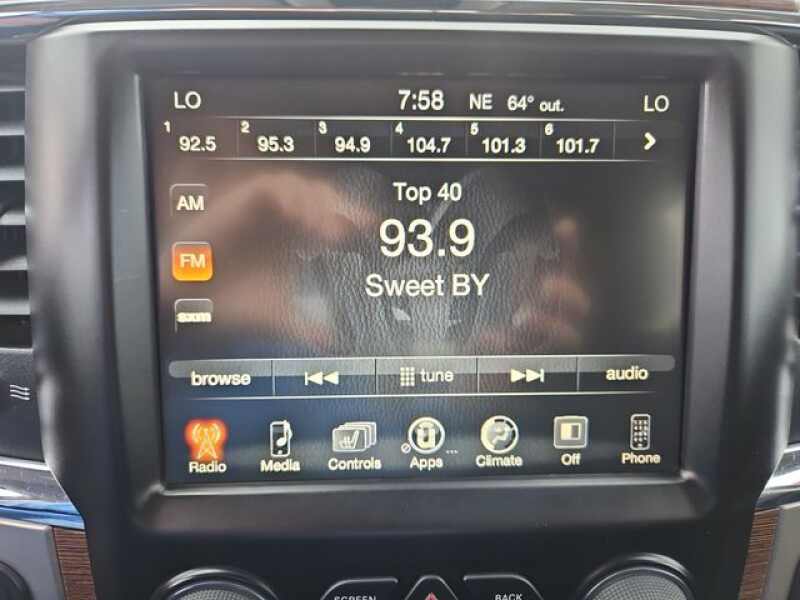 LO 7:58 NE 64° out. LO
1 92.5 2 95.3 3 94.9 4 104.7 5 101.3 6 101.7
Top 40
AM
93.9
FM
Sweet BY
sxm
browse tune audio
Radio Media Controls Apps Climate Off Phone
SCREEN BACK